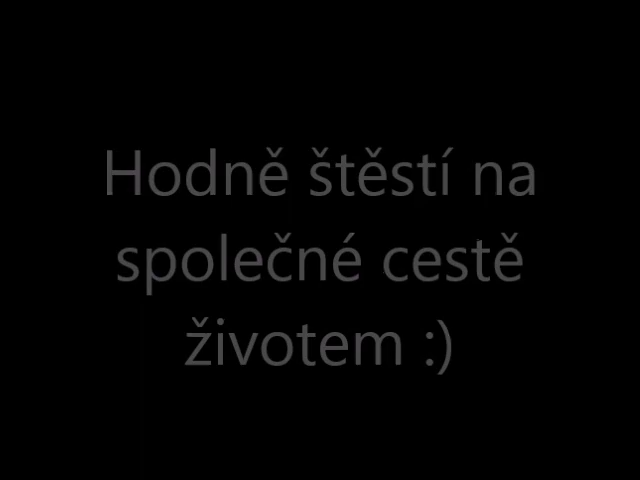 Hodně štěstí na
společné cestě
životem :)